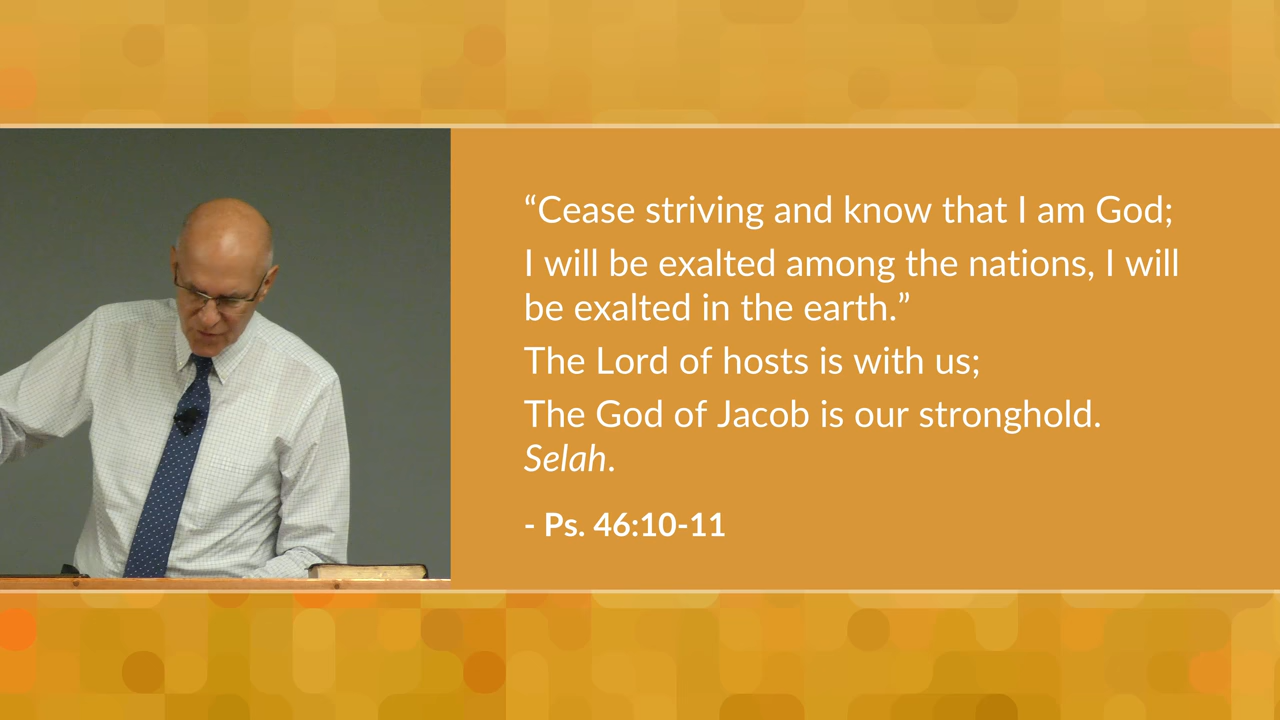 “Cease striving and know that I am God;
I will be exalted among the nations, I will
be exalted in the earth.”
The Lord of hosts is with us;
The God of Jacob is our stronghold.
Selah.
- Ps. 46:10-11